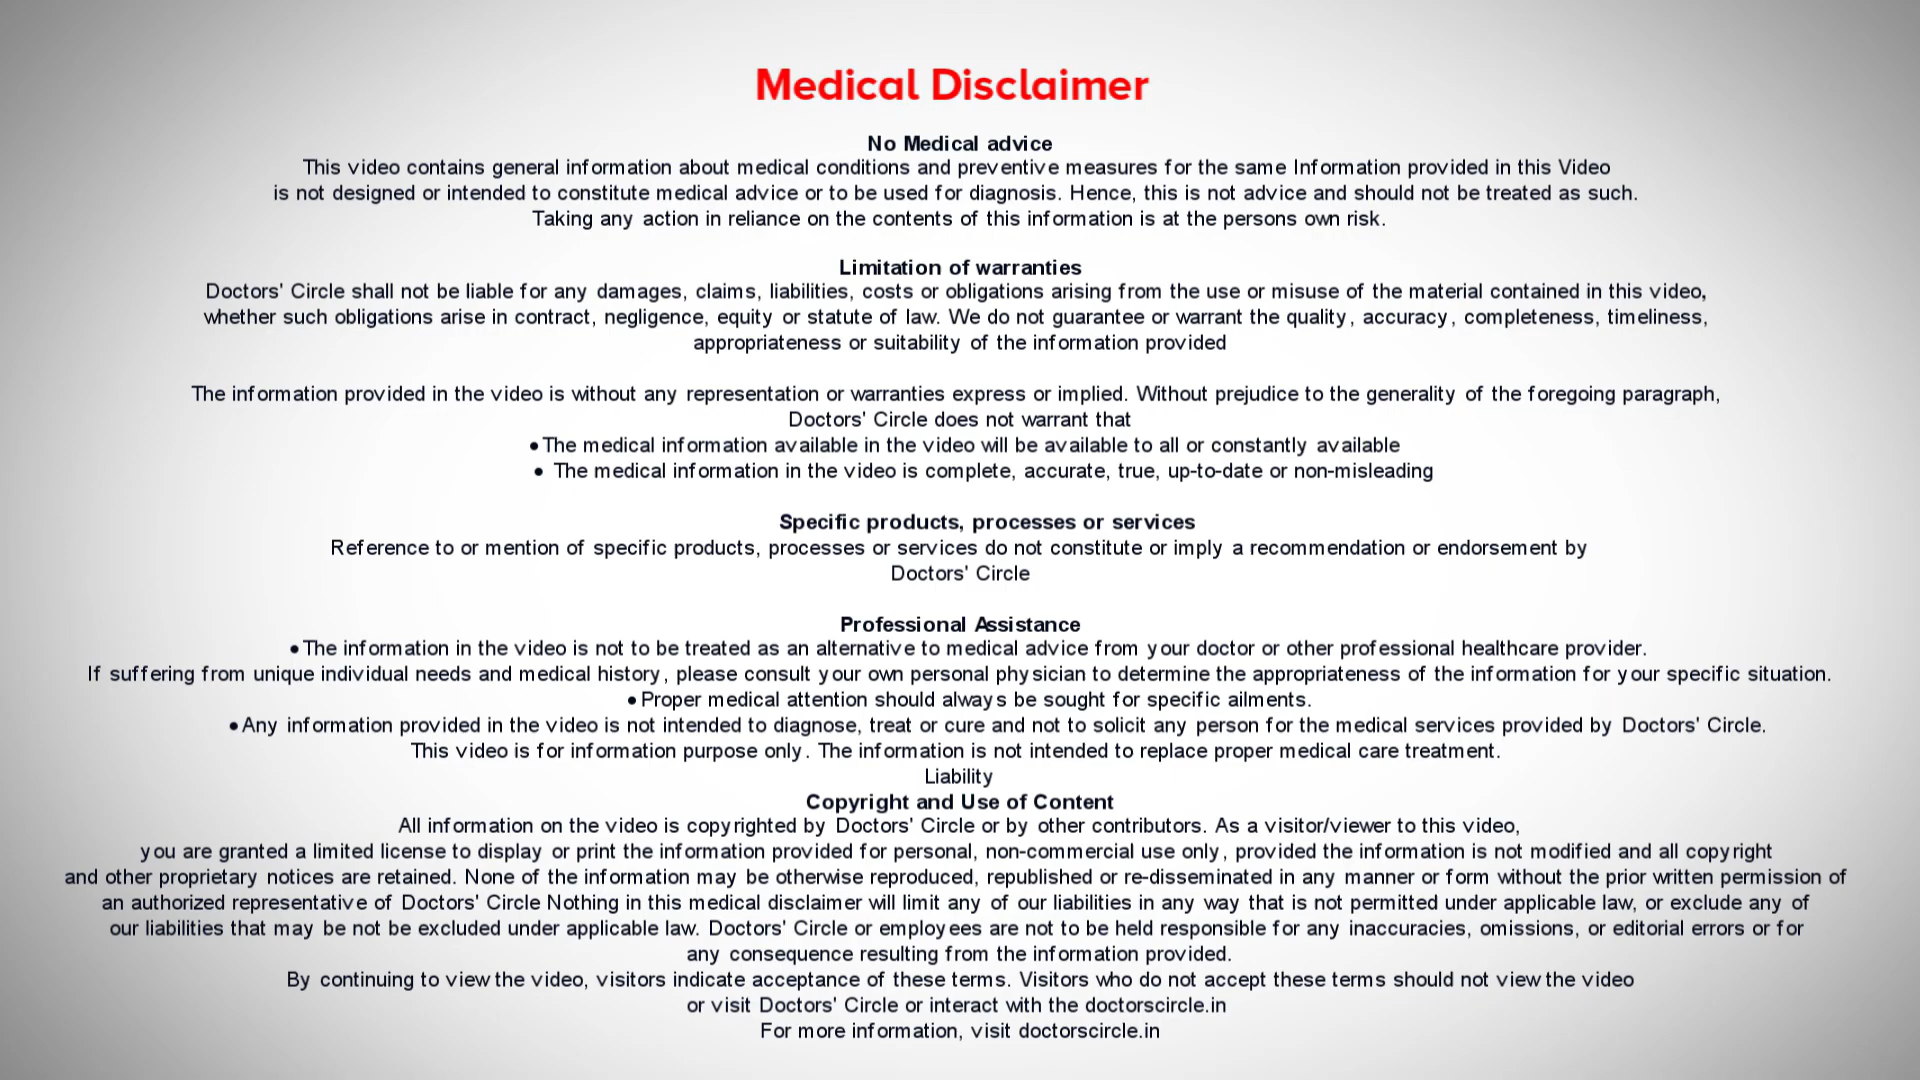 Medical Disclaimer
No Medical advice
This video contains general information about medical conditions and preventive measures for the same Information provided in this Video
is not designed or intended to constitute medical advice or to be used for diagnosis. Hence, this is not advice and should not be treated as such.
Taking any action in reliance on the contents of this information is at the persons own risk.
Limitation of warranties
Doctors' Circle shall not be liable for any damages, claims, liabilities, costs or obligations arising from the use or misuse of the material contained in this video,
whether such obligations arise in contract, negligence, equity or statute of law. We do not guarantee or warrant the quality, accuracy, completeness, timeliness,
appropriateness or suitability of the information provided
The information provided in the video is without any representation or warranties express or implied. Without prejudice to the generality of the foregoing paragraph,
Doctors' Circle does not warrant that
• The medical information available in the video will be available to all or constantly available
• The medical information in the video is complete, accurate, true, up-to-date or non-misleading
Specific products, processes or services
Reference to or mention of specific products, processes or services do not constitute or imply a recommendation or endorsement by
Doctors' Circle
Professional Assistance
• The information in the video is not to be treated as an alternative to medical advice from your doctor or other professional healthcare provider.
If suffering from unique individual needs and medical history, please consult your own personal physician to determine the appropriateness of the information for your specific situation.
• Proper medical attention should always be sought for specific ailments.
• Any information provided in the video is not intended to diagnose, treat or cure and not to solicit any person for the medical services provided by Doctors' Circle.
This video is for information purpose only. The information is not intended to replace proper medical care treatment.
Liability
Copyright and Use of Content
All information on the video is copyrighted by Doctors' Circle or by other contributors. As a visitor/viewer to this video,
you are granted a limited license to display or print the information provided for personal, non-commercial use only, provided the information is not modified and all copyright
and other proprietary notices are retained. None of the information may be otherwise reproduced, republished or re-disseminated in any manner or form without the prior written permission of
an authorized representative of Doctors' Circle Nothing in this medical disclaimer will limit any of our liabilities in any way that is not permitted under applicable law, or exclude any of
our liabilities that may be not be excluded under applicable law. Doctors' Circle or employees are not to be held responsible for any inaccuracies, omissions, or editorial errors or for
any consequence resulting from the information provided.
By continuing to view the video, visitors indicate acceptance of these terms. Visitors who do not accept these terms should not view the video
or visit Doctors' Circle or interact with the doctorscircle.in
For more information, visit doctorscircle.in